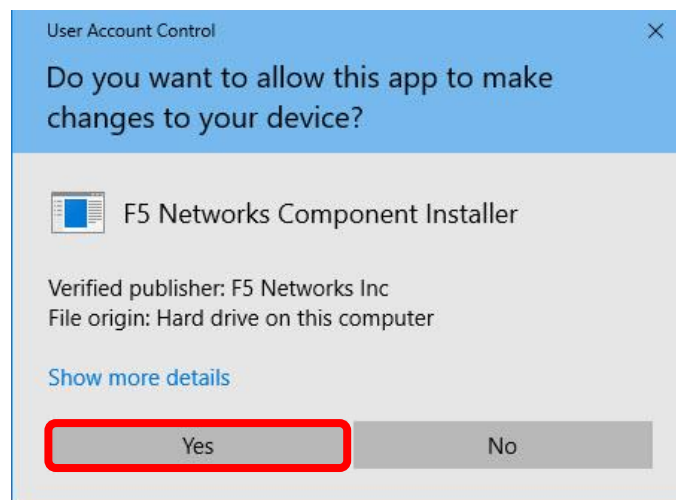 User Account Control
Do you want to allow this app to make
changes to your device?
F5 Networks Component Installer
Verified publisher: F5 Networks Inc
File origin: Hard drive on this computer
Show more details
Yes No